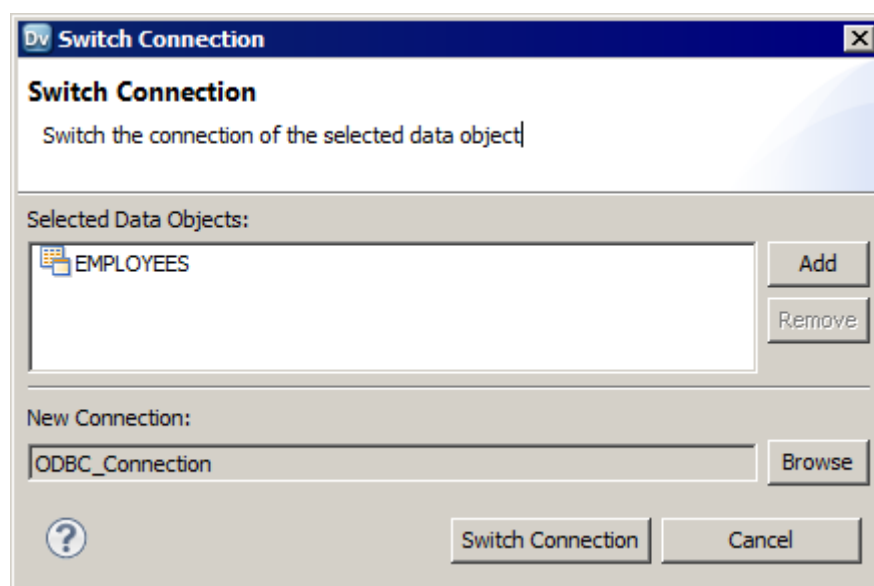 Dv Switch Connection
Switch Connection
Switch the connection of the selected data object
Selected Data Objects:
EMPLOYEES
Add
Remove
New Connection:
ODBC_Connection
Browse
?
Switch Connection
Cancel